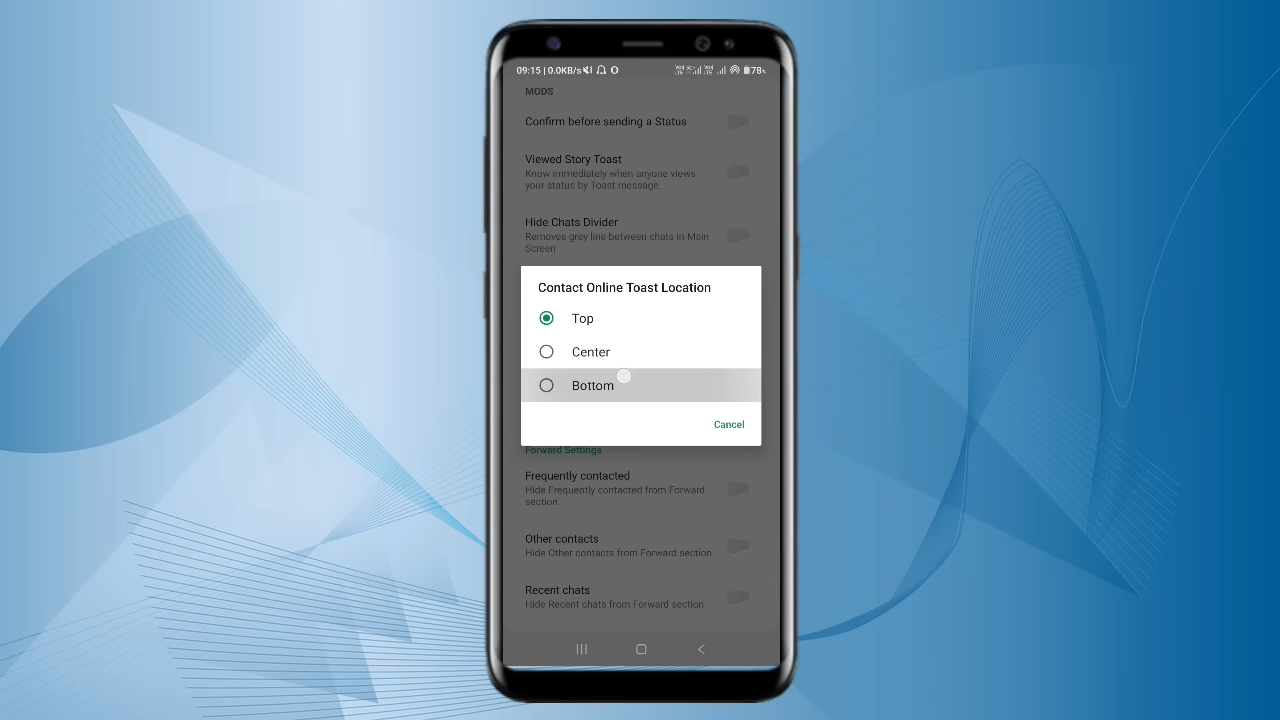 09:15 | 0.0KB/s
78%
MODS
Confirm before sending a Status
Viewed Story Toast
Know immediately when anyone views
your status by Toast message.
Hide Chats Divider
Removes grey line between chats in Main
Screen
Contact Online Toast Location
Top
Center
Bottom
Cancel
Forward Settings
Frequently contacted
Hide Frequently contacted from Forward
section
Other contacts
Hide Other contacts from Forward section
Recent chats
Hide Recent chats from Forward section